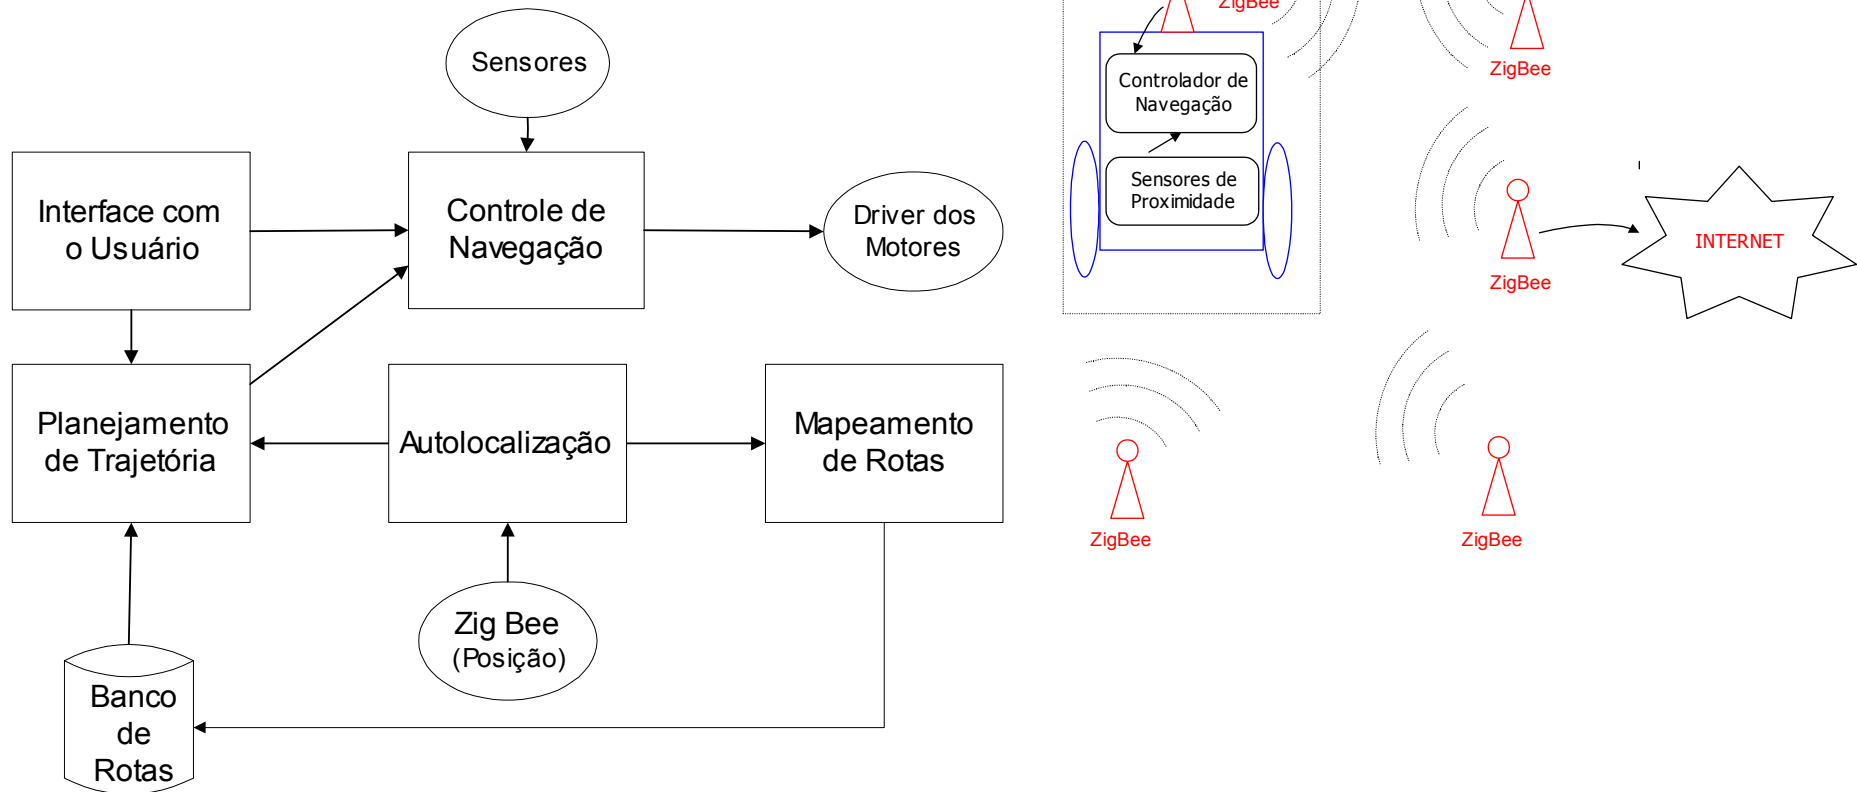 Sensores
Interface com
o Usuário
Controle de
Navegação
Driver dos
Motores
Planejamento
de Trajetória
Autolocalização
Mapeamento
de Rotas
Zig Bee
(Posição)
Banco
de
Rotas
ZigBee
Controlador de
Navegação
Sensores de
Proximidade
ZigBee
ZigBee
INTERNET
ZigBee
ZigBee